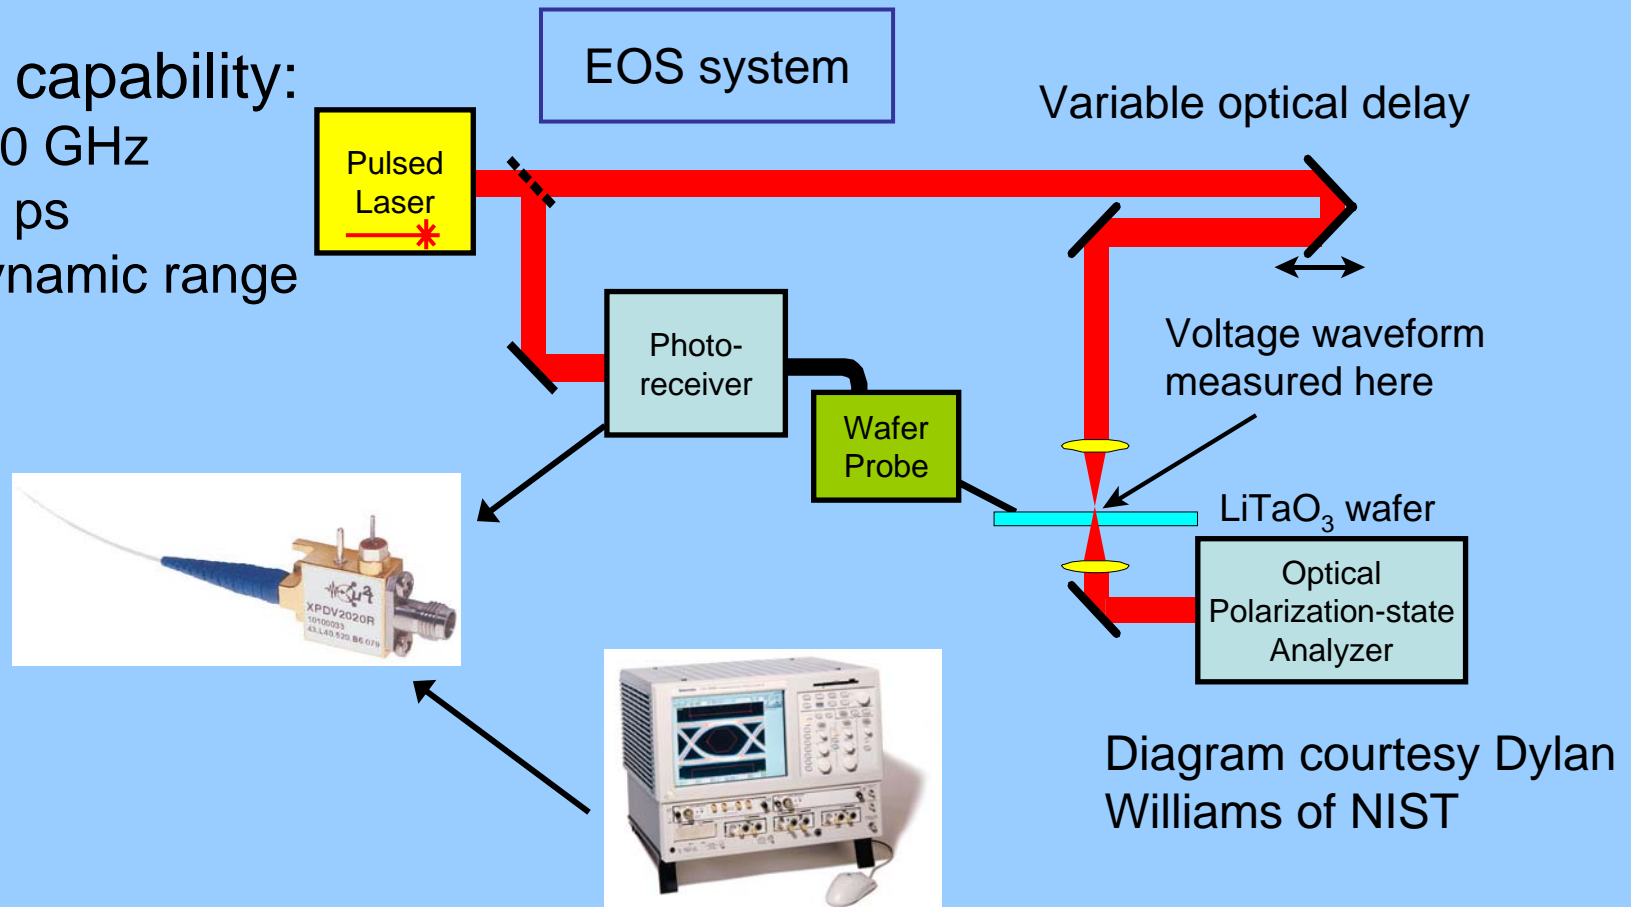 capability:
0 GHz
ps
ynamic range
EOS system
Variable optical delay
Pulsed
Laser
Photo-
receiver
Wafer
Probe
Voltage waveform
measured here
LiTaO₃ wafer
Optical
Polarization-state
Analyzer
XPDV2020R
10100033
Diagram courtesy Dylan
Williams of NIST